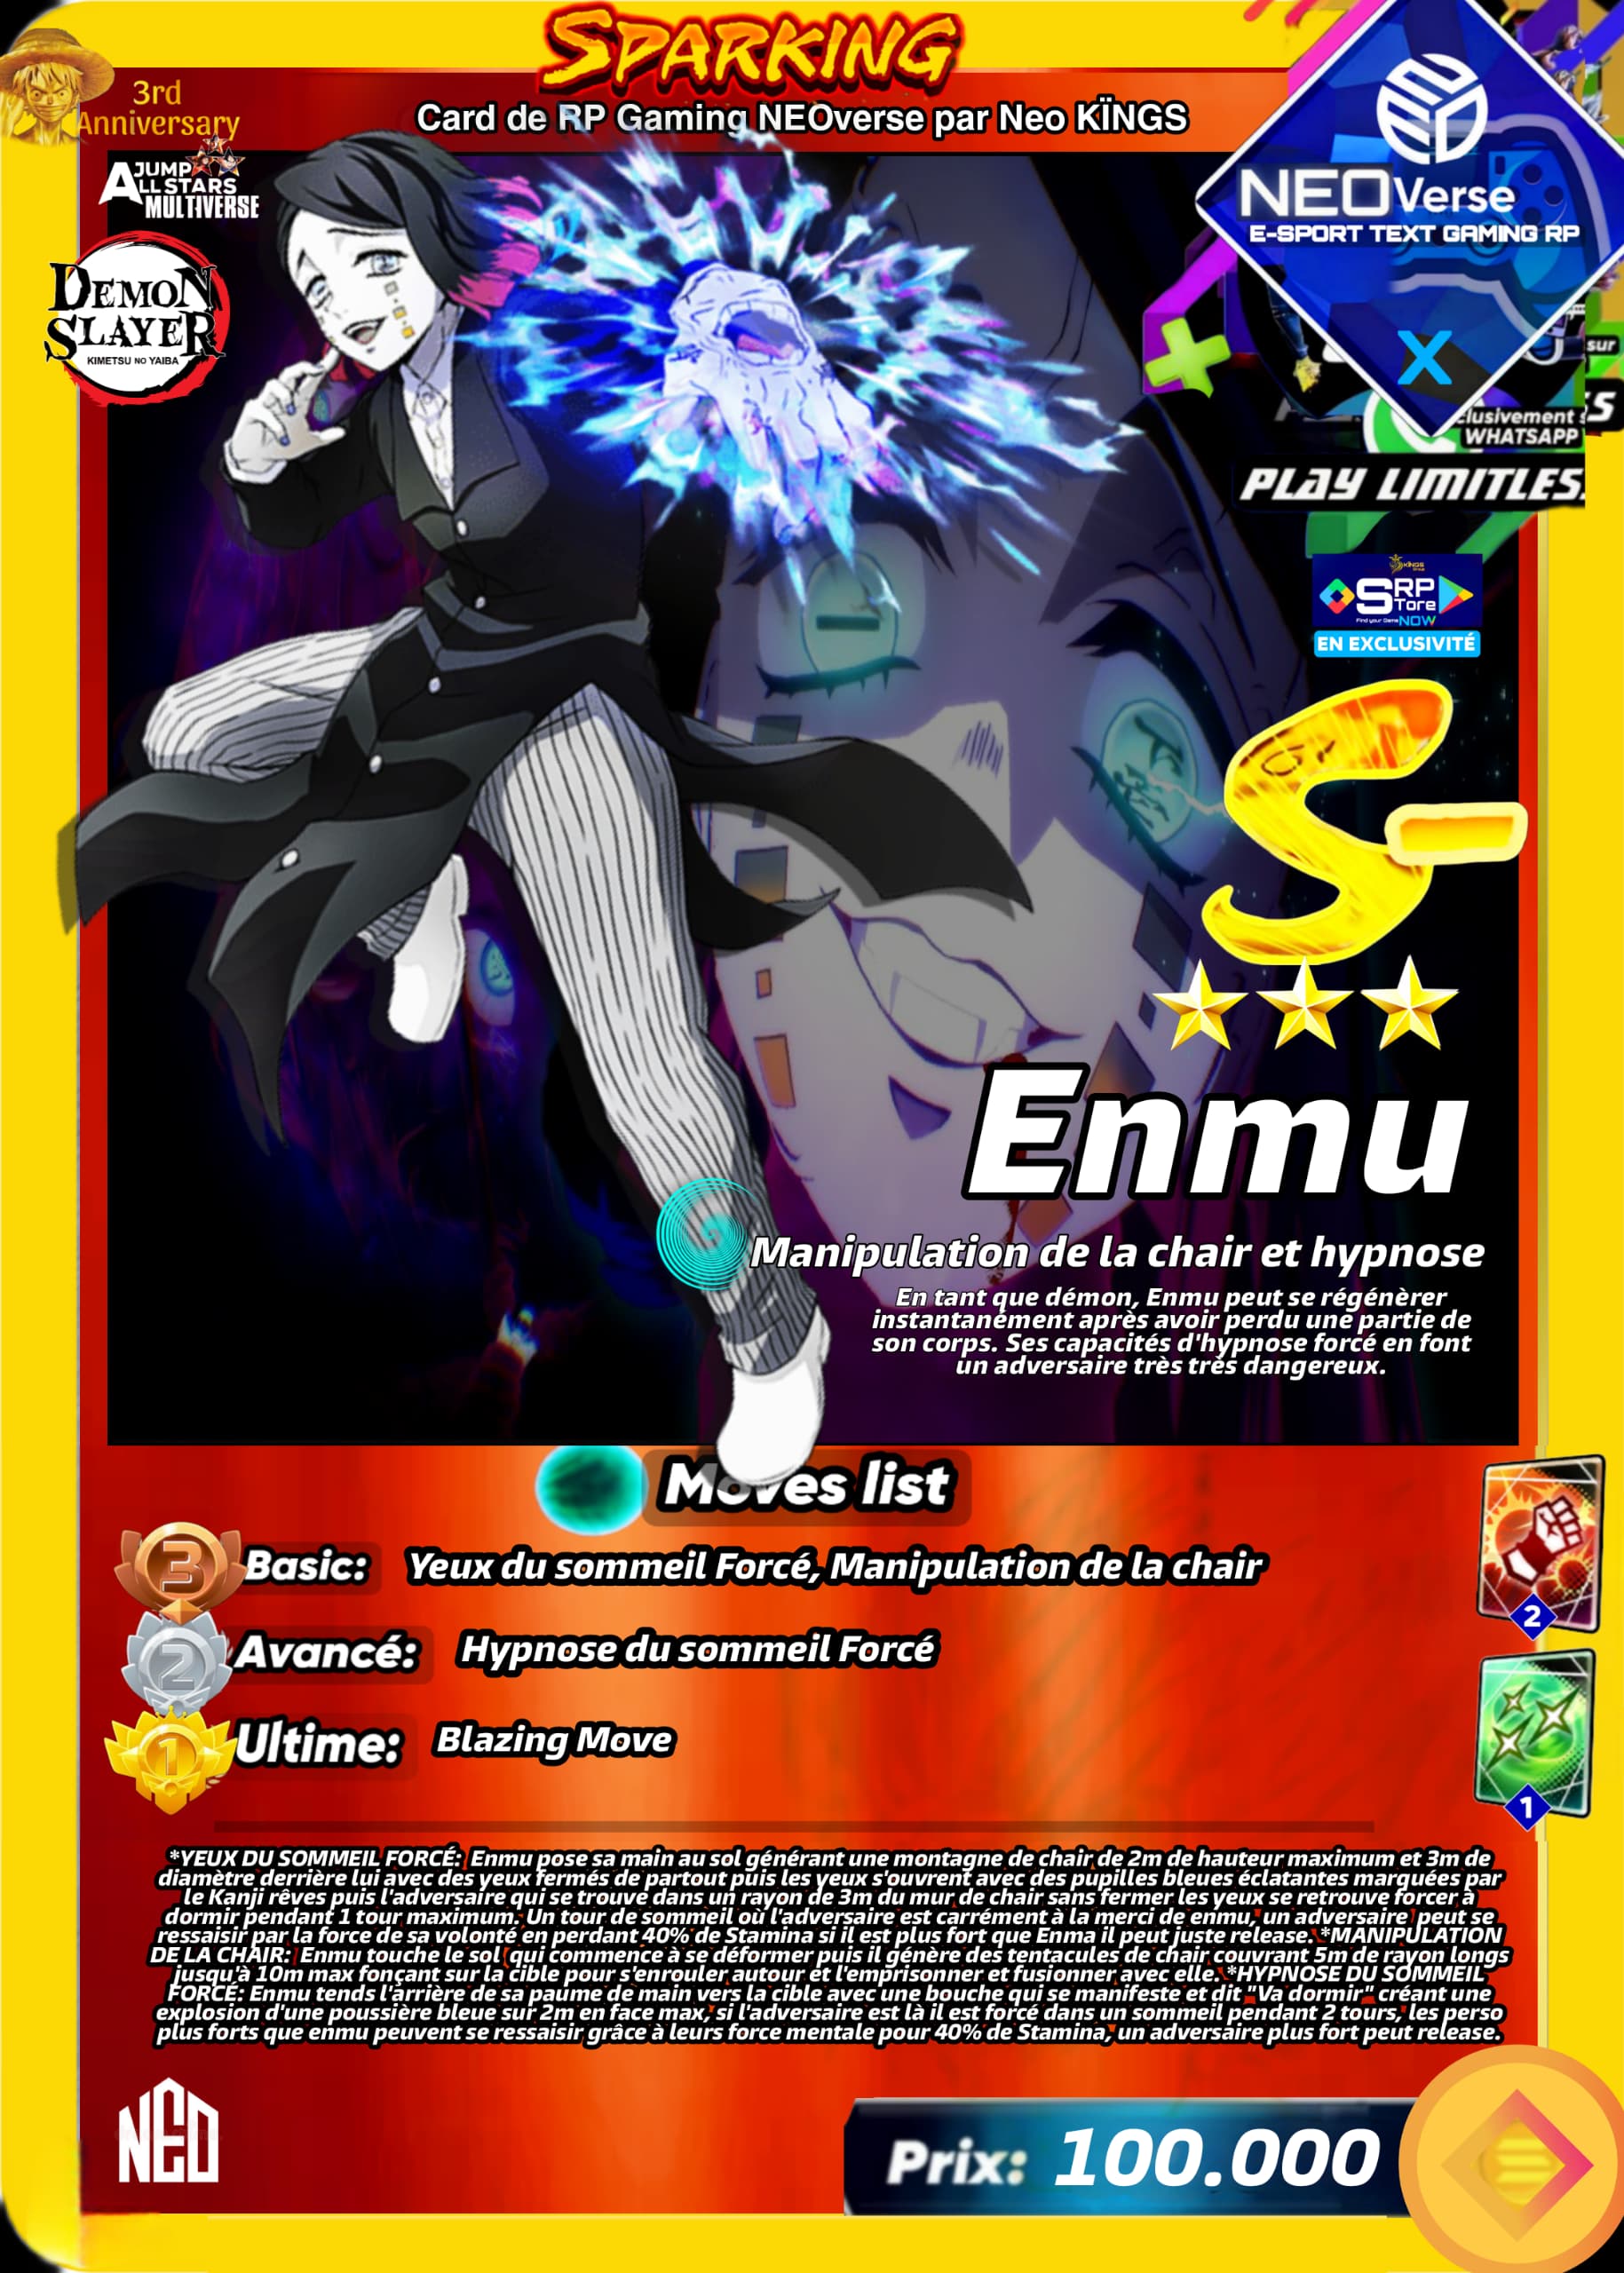 SPARKING
3rd
Anniversary
Card de RP Gaming NEOverse par Neo KÏNGS
JUMP
ALL STARS
MULTIVERSE
DEMON
SLAYER
KIMETSU NO YAIBA
NEOVerse
E-SPORT TEXT GAMING RP
X
sur
clusivement s
WHATSAPP
PLAY LIMITLES
KINGS
SRP
Tore
Find your Game NOW
EN EXCLUSIVITÉ
S-
Enmu
Manipulation de la chair et hypnose
En tant que démon, Enmu peut se régénèrer
instantanément après avoir perdu une partie de
son corps. Ses capacités d'hypnose forcé en font
un adversaire très très dangereux.
Moves list
3 Basic: Yeux du sommeil Forcé, Manipulation de la chair
2
2 Avancé: Hypnose du sommeil Forcé
1 Ultime: Blazing Move
1
*YEUX DU SOMMEIL FORCÉ: Enmu pose sa main au sol générant une montagne de chair de 2m de hauteur maximum et 3m de
diamètre derrière lui avec des yeux fermés de partout puis les yeux s'ouvrent avec des pupilles bleues éclatantes marquées par
le Kanji rêves puis l'adversaire qui se trouve dans un rayon de 3m du mur de chair sans fermer les yeux se retrouve forcer à
dormir pendant 1 tour maximum. Un tour de sommeil où l'adversaire est carrément à la merci de enmu, un adversaire peut se
ressaisir par la force de sa volonté en perdant 40% de Stamina si il est plus fort que Enma il peut juste release. *MANIPULATION
DE LA CHAIR: Enmu touche le sol qui commence à se déformer puis il génère des tentacules de chair couvrant 5m de rayon longs
jusqu'à 10m max fonçant sur la cible pour s'enrouler autour et l'emprisonner et fusionner avec elle. *HYPNOSE DU SOMMEIL
FORCÉ: Enmu tends l'arrière de sa paume de main vers la cible avec une bouche qui se manifeste et dit "Va dormir" créant une
explosion d'une poussière bleue sur 2m en face max, si l'adversaire est là il est forcé dans un sommeil pendant 2 tours, les perso
plus forts que enmu peuvent se ressaisir grâce à leurs force mentale pour 40% de Stamina, un adversaire plus fort peut release.
NEO
Prix: 100.000